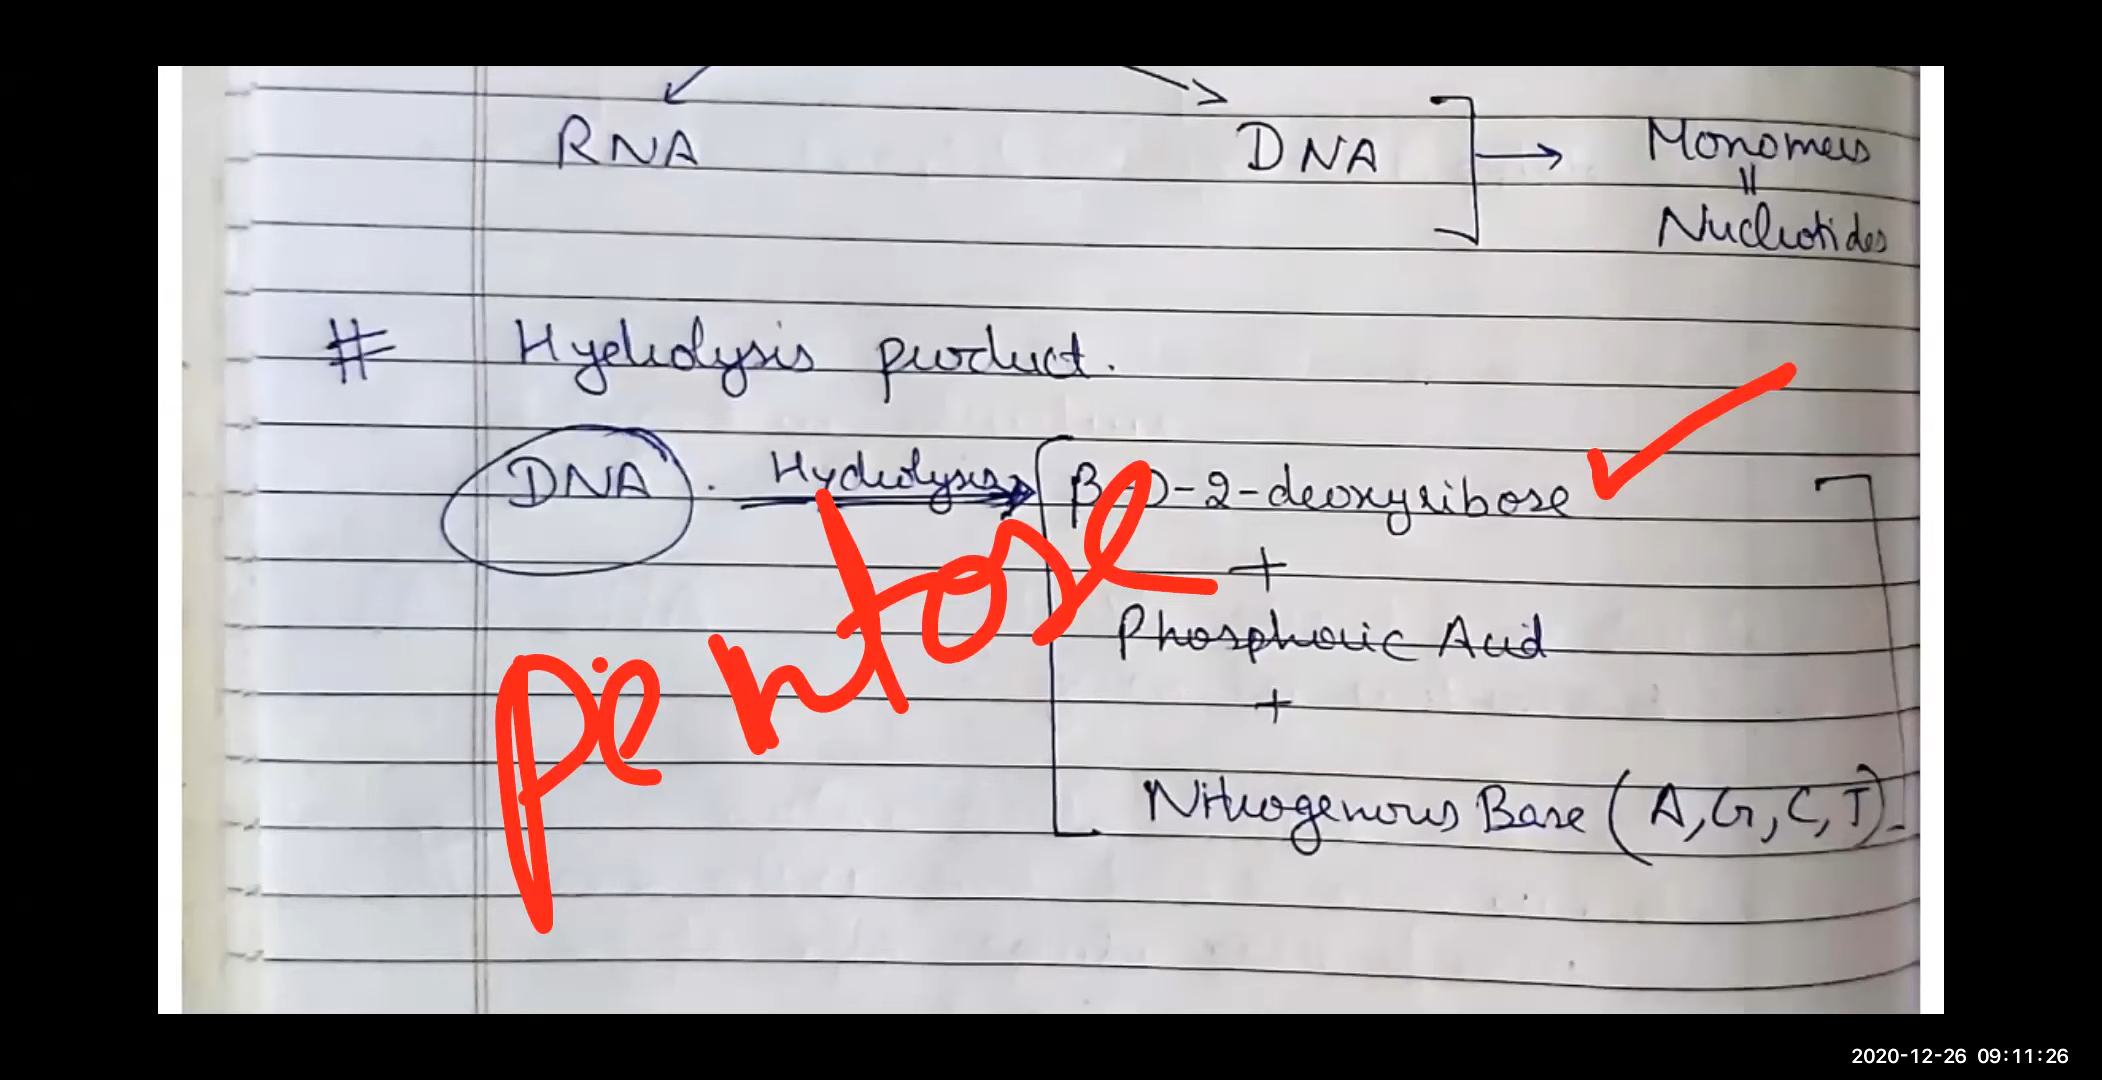 RNA DNA ] → Monomers
=
Nucleotides
# Hydrolysis product.
DNA . Hydrolysis → β-D-2-deoxyribose ✓
+
pentose
Phosphoric Acid
+
Nitrogenous Base (A, G, C, T)
2020-12-26 09:11:26